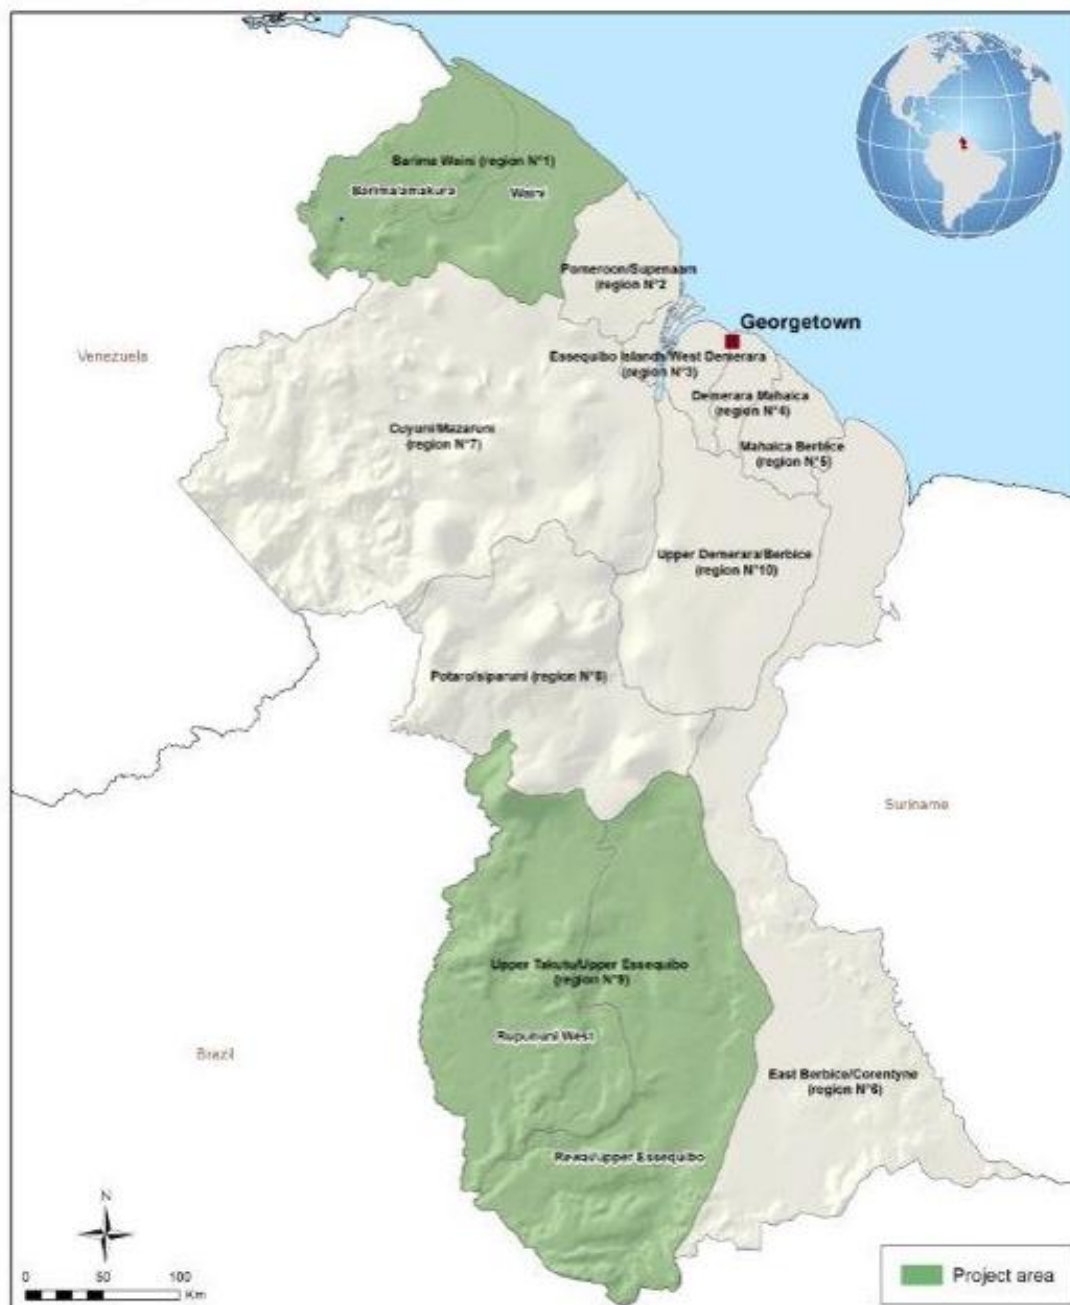 Barima Waini (region N°1)
Barima/amakura
Waini
Pomeroon/Supenaam
(region N°2
Georgetown
Venezuela
Essequibo Islands/West Demerara
(region N°3)
Demerara Mahaica
(region N°4)
Cuyuni/Mazaruni
(region N°7)
Mahaica Berbice
(region N°5)
Upper Demerara/Berbice
(region N°10)
Potaro/siparuni (region N°8)
Suriname
Upper Takutu/Upper Essequibo
(region N°9)
Rupununi West
Brazil
East Berbice/Corentyne
(region N°6)
Rewa/upper Essequibo
N
0 50 100
Km
Project area